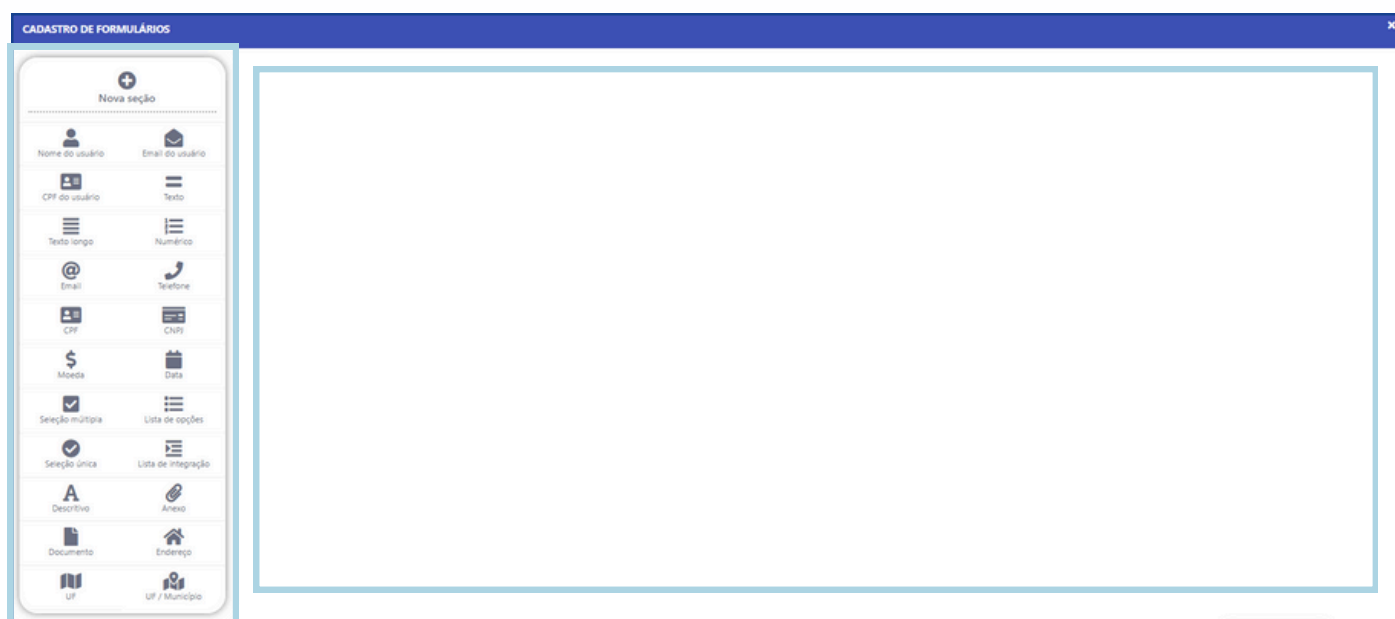 CADASTRO DE FORMULÁRIOS
Nova seção
Nome do usuário Email do usuário
CPF do usuário Texto
Texto longo Numérico
Email Telefone
CPF CNPJ
Moeda Data
Seleção múltipla Lista de opções
Seleção única Lista de integração
Descritivo Anexo
Documento Endereço
UF UF / Município